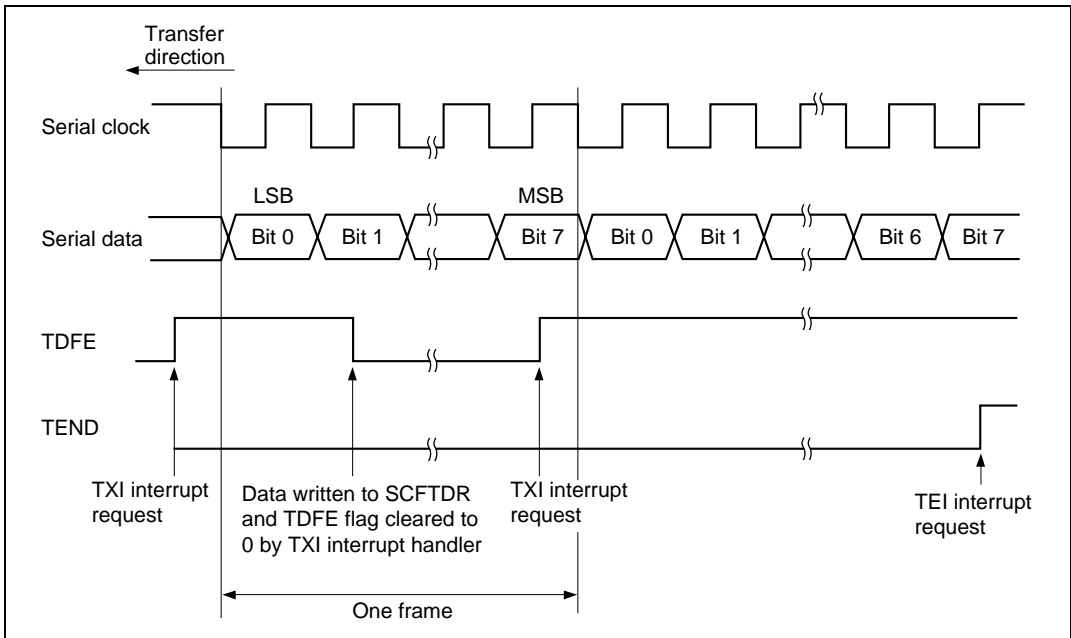 Transfer
direction
Serial clock
LSB
MSB
Serial data
Bit 0
Bit 1
Bit 7
Bit 0
Bit 1
Bit 6
Bit 7
TDFE
TEND
TXI interrupt
request
Data written to SCFTDR
and TDFE flag cleared to
0 by TXI interrupt handler
TXI interrupt
request
TEI interrupt
request
One frame